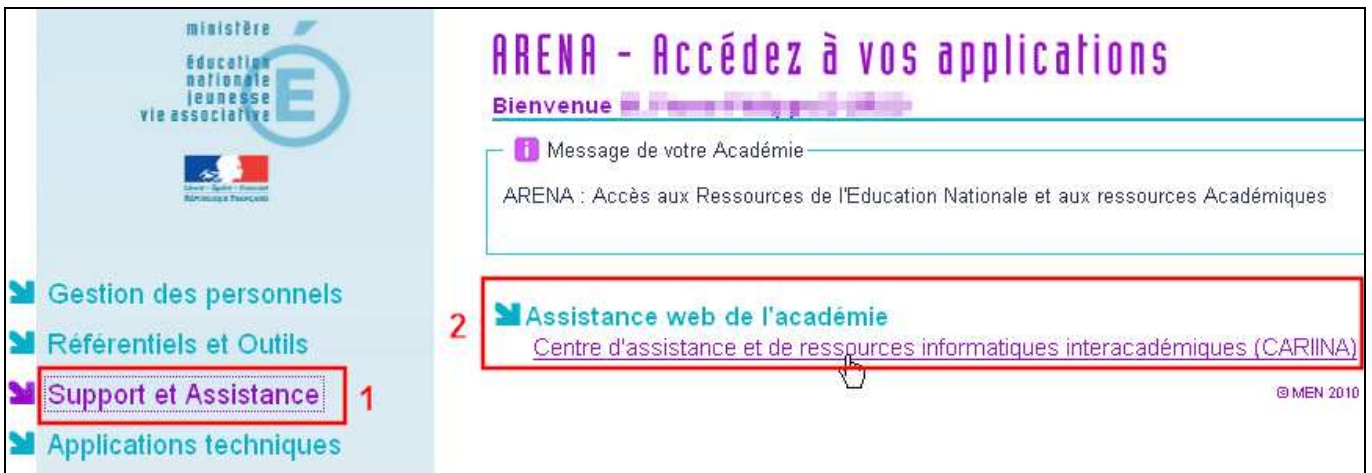 ministère
éducation
nationale
jeunesse
vie associative
RÉPUBLIQUE FRANÇAISE
ARENA - Accédez à vos applications
Bienvenue
Message de votre Académie
ARENA : Accès aux Ressources de l'Education Nationale et aux ressources Académiques
Gestion des personnels
Référentiels et Outils
Support et Assistance
1
Applications techniques
2
Assistance web de l'académie
Centre d'assistance et de ressources informatiques interacadémiques (CARIINA)
© MEN 2010